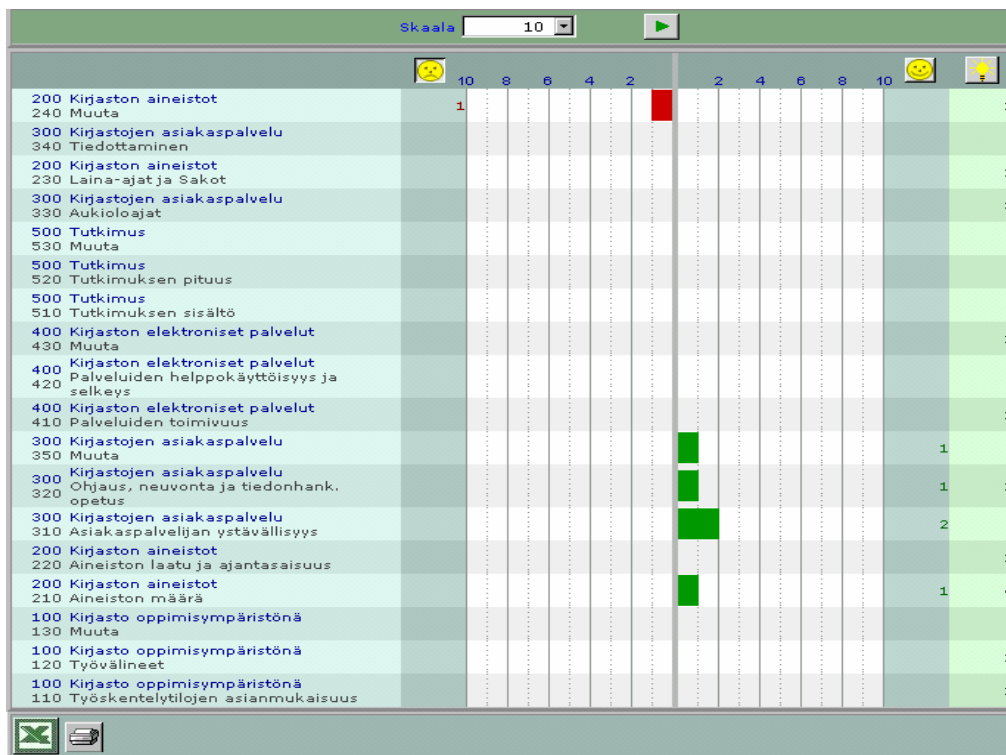 Skaala 10
10 8 6 4 2 2 4 6 8 10
200 Kirjaston aineistot
240 Muuta
1
300 Kirjastojen asiakaspalvelu
340 Tiedottaminen
200 Kirjaston aineistot
230 Laina-ajat ja Sakot
300 Kirjastojen asiakaspalvelu
330 Aukioloajat
500 Tutkimus
530 Muuta
500 Tutkimus
520 Tutkimuksen pituus
500 Tutkimus
510 Tutkimuksen sisältö
400 Kirjaston elektroniset palvelut
430 Muuta
400 Kirjaston elektroniset palvelut
420 Palveluiden helppokäyttöisyys ja
selkeys
400 Kirjaston elektroniset palvelut
410 Palveluiden toimivuus
300 Kirjastojen asiakaspalvelu
350 Muuta
1
300 Kirjastojen asiakaspalvelu
320 Ohjaus, neuvonta ja tiedonhank.
opetus
1
300 Kirjastojen asiakaspalvelu
310 Asiakaspalvelijan ystävällisyys
2
200 Kirjaston aineistot
220 Aineiston laatu ja ajantasaisuus
200 Kirjaston aineistot
210 Aineiston määrä
1
100 Kirjasto oppimisympäristönä
130 Muuta
100 Kirjasto oppimisympäristönä
120 Työvälineet
100 Kirjasto oppimisympäristönä
110 Työskentelytilojen asianmukaisuus